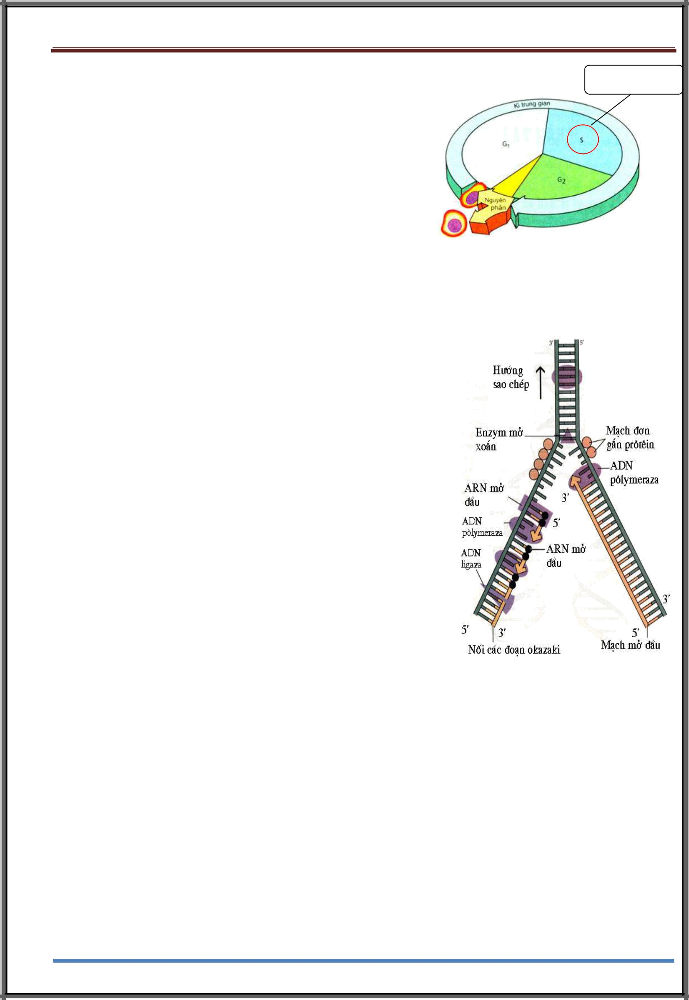 Kì trung gian
G₁
S
G₂
Nguyên
phân
3'
5'
Hướng
sao chép
Enzym mở
xoắn
Mạch đơn
gắn prôtêin
ADN
pôlymeraza
ARN mở
đầu
3'
ADN
pôlymeraza
5'
ADN
ligaza
ARN mở
đầu
3'
5'
3'
5'
Nối các đoạn okazaki
Mạch mở đầu